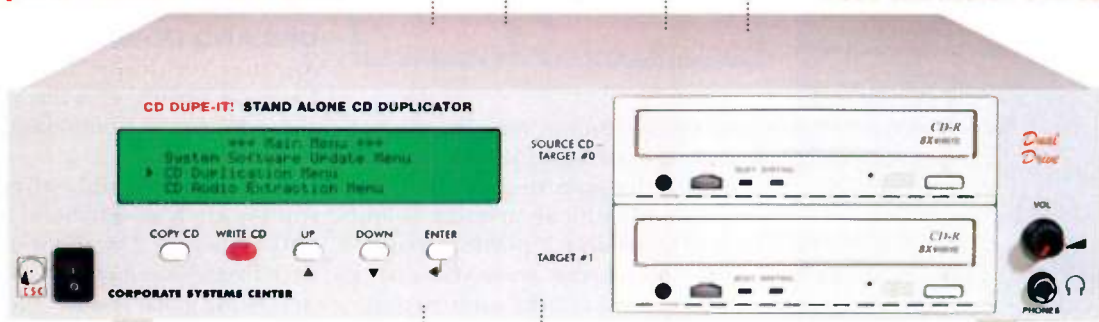 CD DUPE-IT! STAND ALONE CD DUPLICATOR
*** Main Menu ***
System Software Update Menu
CD Duplication Menu
CD Audio Extraction Menu
SOURCE CD –
TARGET #0
CD-R
8X WRITE
Dual
Drive
COPY CD WRITE CD UP DOWN ENTER
TARGET #1
CD-R
8X WRITE
VOL
CSC
CORPORATE SYSTEMS CENTER
PHONES